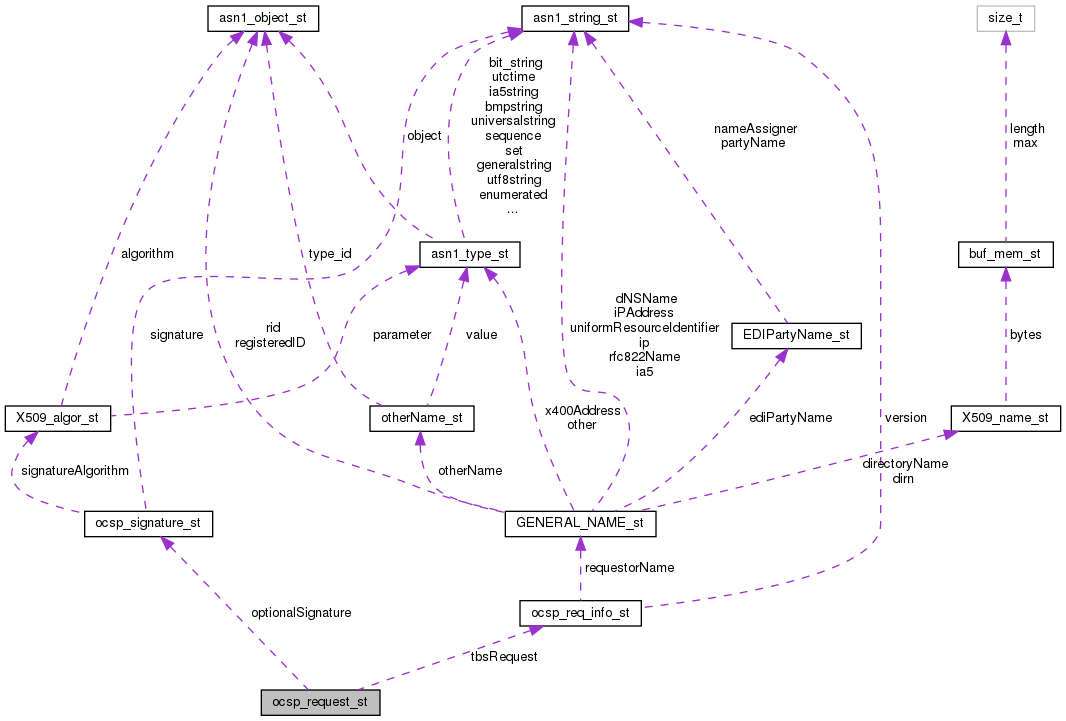 asn1_object_st
asn1_string_st
size_t
bit_string
utctime
ia5string
bmpstring
universalstring
sequence
set
generalstring
utf8string
enumerated
...
object
nameAssigner
partyName
length
max
algorithm
type_id
asn1_type_st
buf_mem_st
signature
rid
registeredID
parameter
value
dNSName
iPAddress
uniformResourceIdentifier
ip
rfc822Name
ia5
EDIPartyName_st
bytes
X509_algor_st
otherName_st
x400Address
other
ediPartyName
version
X509_name_st
signatureAlgorithm
otherName
directoryName
dirn
ocsp_signature_st
GENERAL_NAME_st
requestorName
optionalSignature
ocsp_req_info_st
tbsRequest
ocsp_request_st